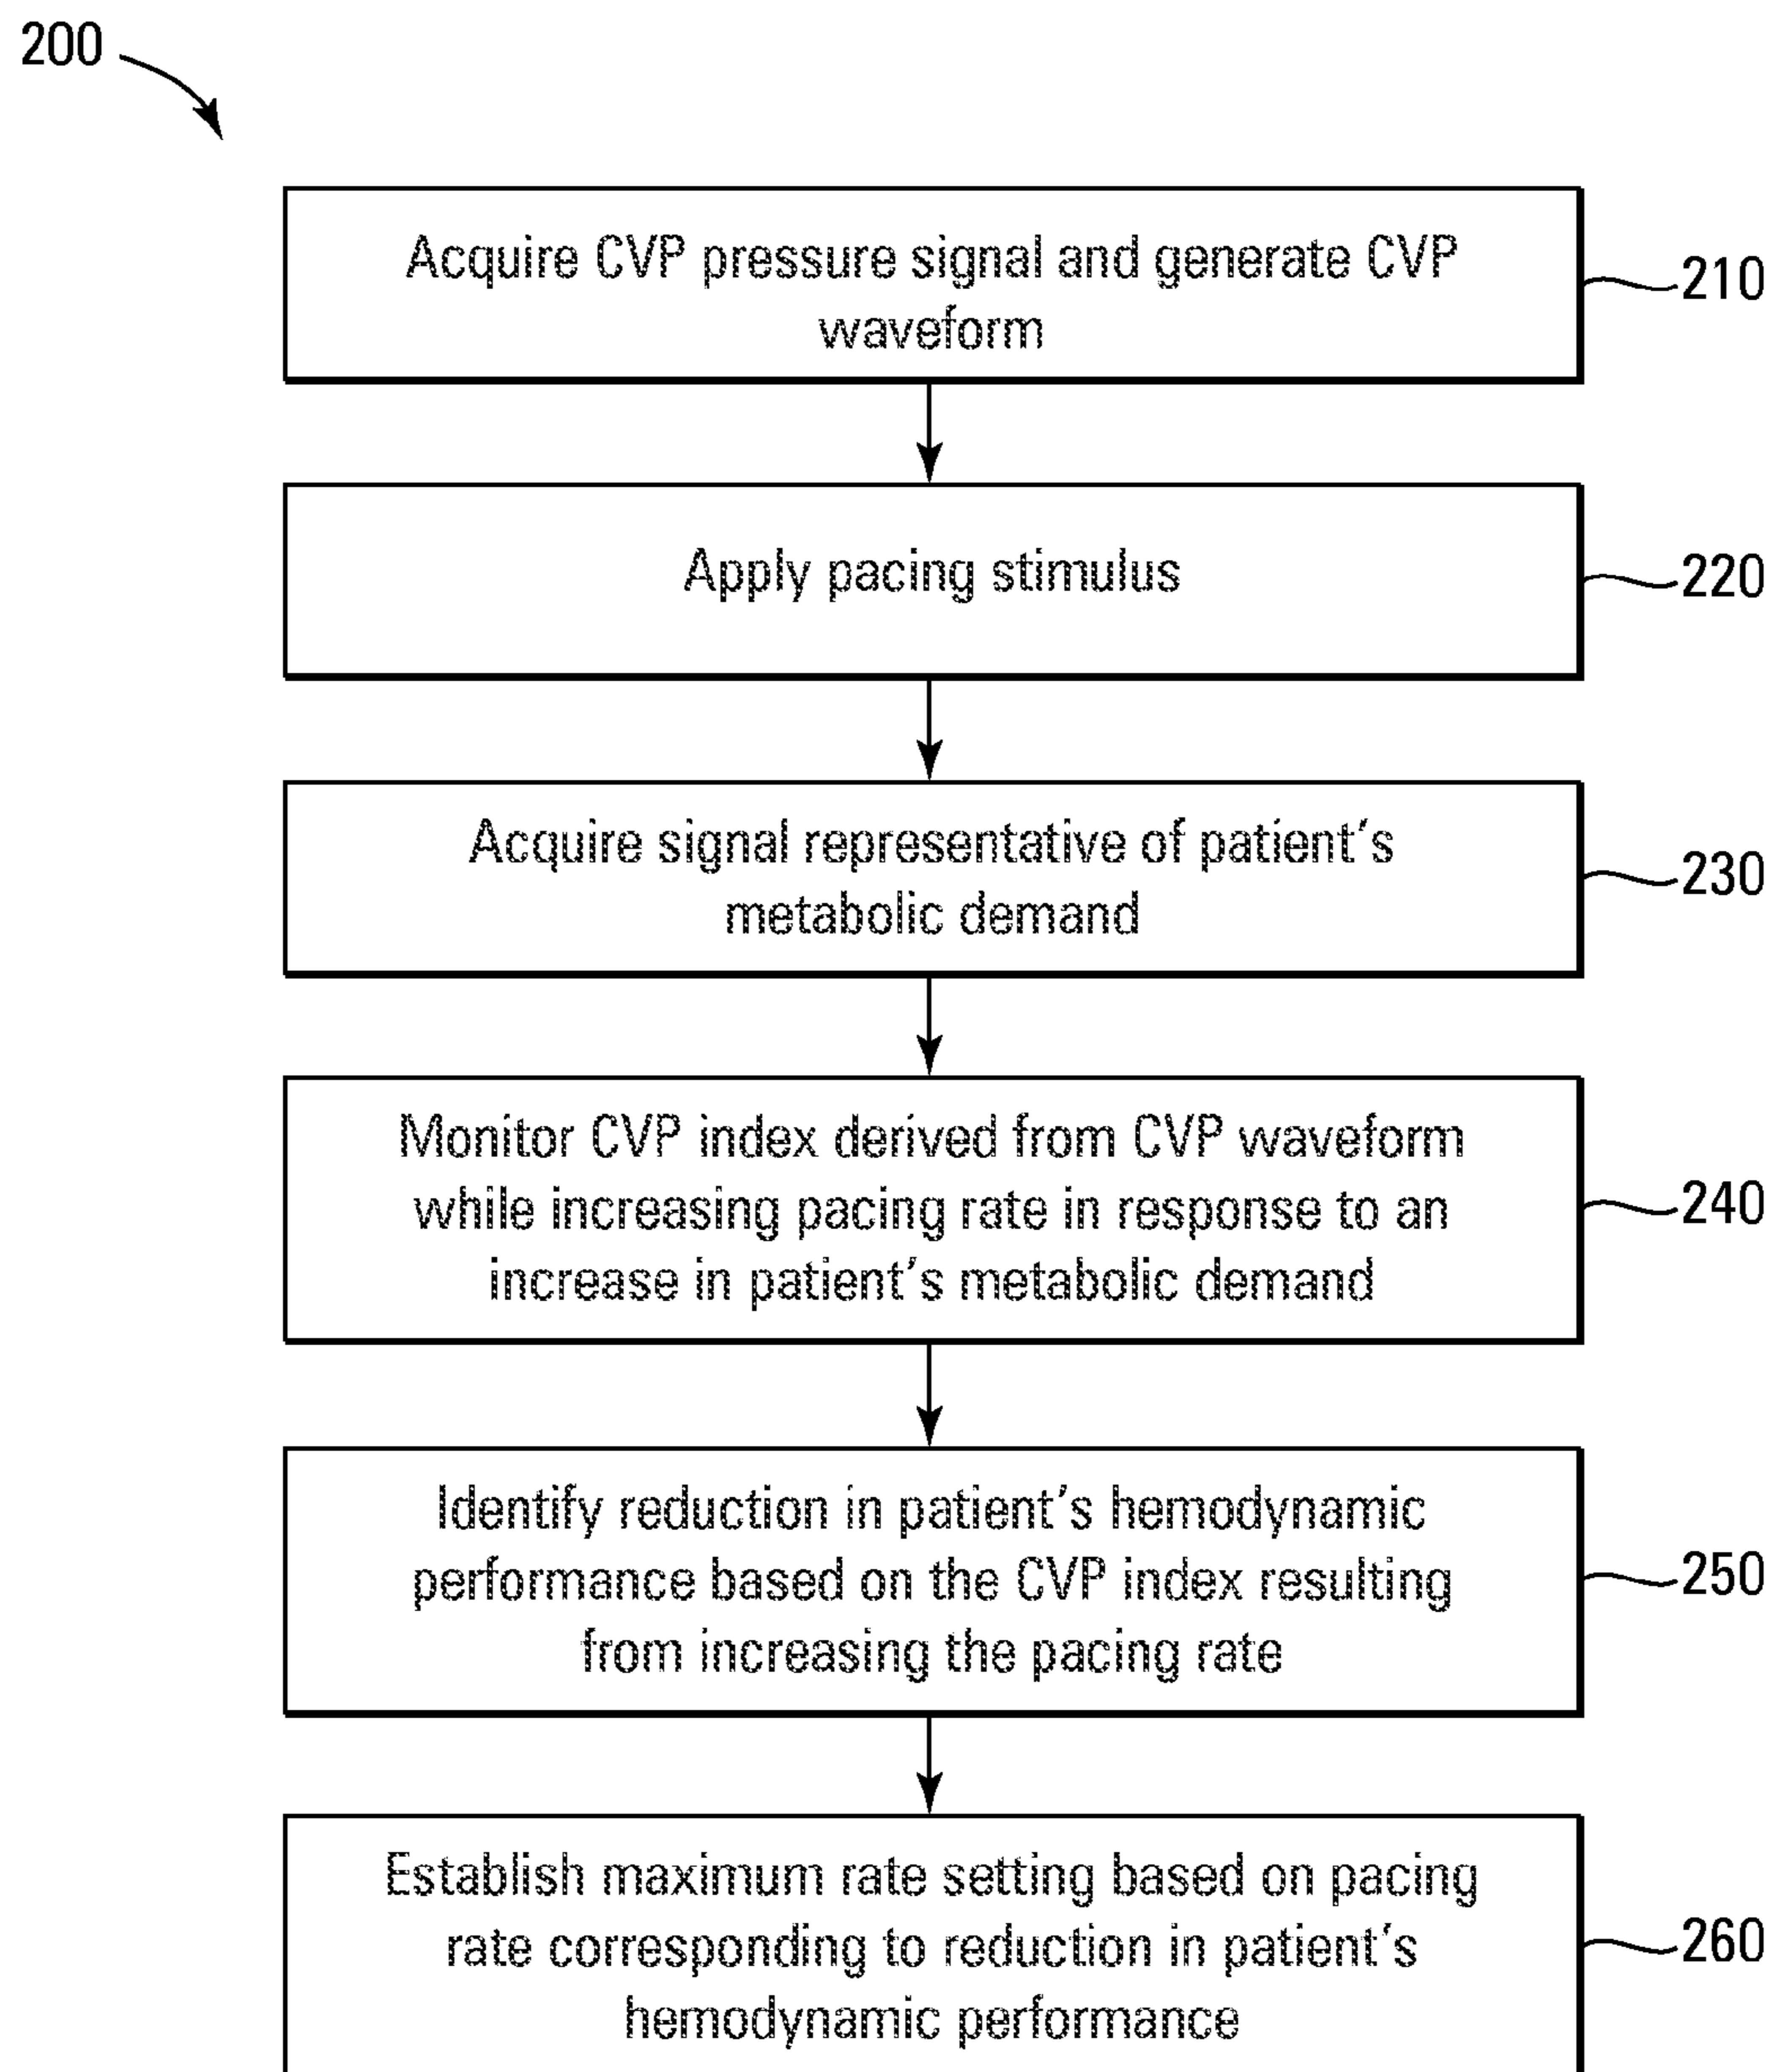 200
Acquire CVP pressure signal and generate CVP
waveform
210
Apply pacing stimulus
220
Acquire signal representative of patient's
metabolic demand
230
Monitor CVP index derived from CVP waveform
while increasing pacing rate in response to an
increase in patient's metabolic demand
240
Identify reduction in patient's hemodynamic
performance based on the CVP index resulting
from increasing the pacing rate
250
Establish maximum rate setting based on pacing
rate corresponding to reduction in patient's
hemodynamic performance
260